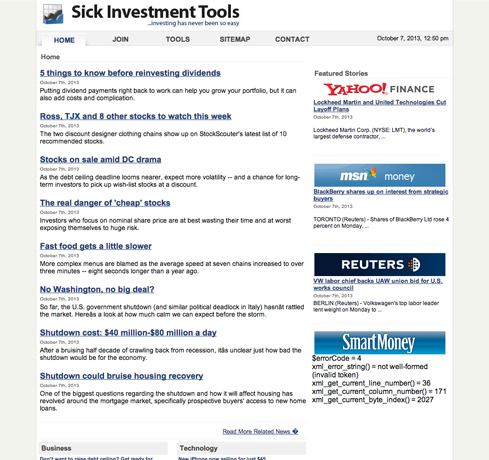 Sick Investment Tools
...Investing has never been so easy
HOME JOIN TOOLS SITEMAP CONTACT October 7, 2013, 12:50 pm
Home
5 things to know before reinvesting dividends
October 7th, 2013
Putting dividend payments right back to work can help you grow your portfolio, but it can
also add costs and complication.
Ross, TJX and 8 other stocks to watch this week
October 7th, 2013
The two discount designer clothing chains show up on StockScouter's latest list of 10
recommended stocks.
Stocks on sale amid DC drama
October 7th, 2013
As the debt ceiling deadline looms nearer, expect more volatility -- and a chance for long-
term investors to pick up wish-list stocks at a discount.
The real danger of 'cheap' stocks
October 7th, 2013
Investors who focus on nominal share price are at best wasting their time and at worst
exposing themselves to huge risk.
Fast food gets a little slower
October 7th, 2013
More complex menus are blamed as the average speed at seven chains increased to over
three minutes -- eight seconds longer than a year ago.
No Washington, no big deal?
October 7th, 2013
So far, the U.S. government shutdown (and similar political deadlock in Italy) hasnât rattled
the market. Hereâs a look at how much calm we can expect before the storm.
Shutdown cost: $40 million-$80 million a day
October 7th, 2013
After a bruising half decade of crawling back from recession, itâs unclear just how bad the
shutdown would be for the economy.
Shutdown could bruise housing recovery
October 7th, 2013
One of the biggest questions regarding the shutdown and how it will affect housing has
revolved around the mortgage market, specifically prospective buyers' access to new home
loans.
Read More Related News �
Business Technology
Don't want to raise debt ceiling? Get ready for
New iPhone now selling for just $45
Featured Stories
YAHOO! FINANCE
Lockheed Martin and United Technologies Cut
Layoff Plans
October 7th, 2013
Lockheed Martin Corp. (NYSE: LMT), the world's
largest defense contractor, ...
msn money
BlackBerry shares up on interest from strategic
buyers
October 7th, 2013
TORONTO (Reuters) - Shares of BlackBerry Ltd rose 4
percent on Monday, ...
REUTERS
VW labor chief backs UAW union bid for U.S.
works council
October 7th, 2013
BERLIN (Reuters) - Volkswagen's top labor leader
lent weight on Monday to ...
SmartMoney
$errorCode = 4
xml_error_string() = not well-formed
(invalid token)
xml_get_current_line_number() = 36
xml_get_current_column_number() = 171
xml_get_current_byte_index() = 2027